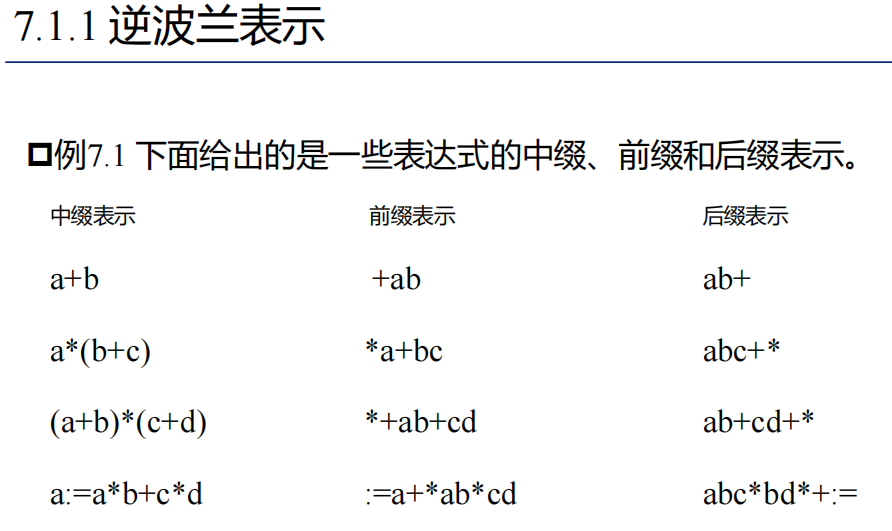 7.1.1 逆波兰表示
例7.1 下面给出的是一些表达式的中缀、前缀和后缀表示。
中缀表示 前缀表示 后缀表示
a+b +ab ab+
a*(b+c) *a+bc abc+*
(a+b)*(c+d) *+ab+cd ab+cd+*
a:=a*b+c*d :=a+*ab*cd abc*bd*+:=